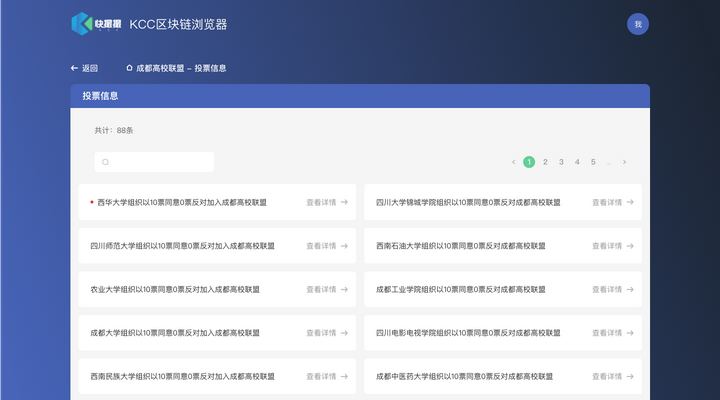 快撮撮
KCC区块链浏览器
我
返回
成都高校联盟 – 投票信息
投票信息
共计：88条
1 2 3 4 5 ...
西华大学组织以10票同意0票反对加入成都高校联盟 查看详情
四川大学锦城学院组织以10票同意0票反对成都高校联盟 查看详情
四川师范大学组织以10票同意0票反对加入成都高校联盟 查看详情
西南石油大学组织以10票同意0票反对成都高校联盟 查看详情
农业大学组织以10票同意0票反对加入成都高校联盟 查看详情
成都工业学院组织以10票同意0票反对成都高校联盟 查看详情
成都大学组织以10票同意0票反对加入成都高校联盟 查看详情
四川电影电视学院组织以10票同意0票反对成都高校联盟 查看详情
西南民族大学组织以10票同意0票反对加入成都高校联盟 查看详情
成都中医药大学组织以10票同意0票反对成都高校联盟 查看详情